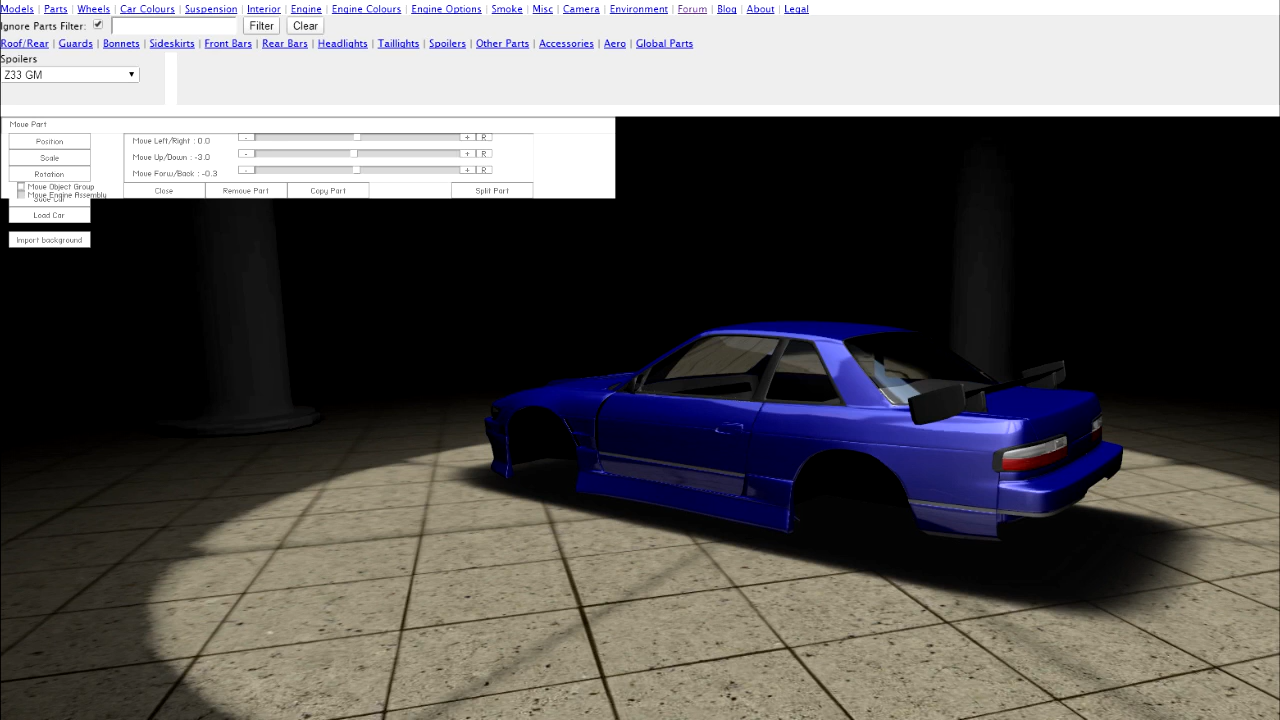 Models | Parts | Wheels | Car Colours | Suspension | Interior | Engine | Engine Colours | Engine Options | Smoke | Misc | Camera | Environment | Forum | Blog | About | Legal
Ignore Parts Filter: Filter Clear
Roof/Rear | Guards | Bonnets | Sideskirts | Front Bars | Rear Bars | Headlights | Taillights | Spoilers | Other Parts | Accessories | Aero | Global Parts
Spoilers
Z33 GM
Move Part
Position Move Left/Right : 0.0 - + R
Scale Move Up/Down : -3.0 - + R
Rotation Move Forw/Back : -0.3 - + R
Move Object Group
Close Remove Part Copy Part Split Part
Move Engine Assembly
Save Car
Load Car
Import background